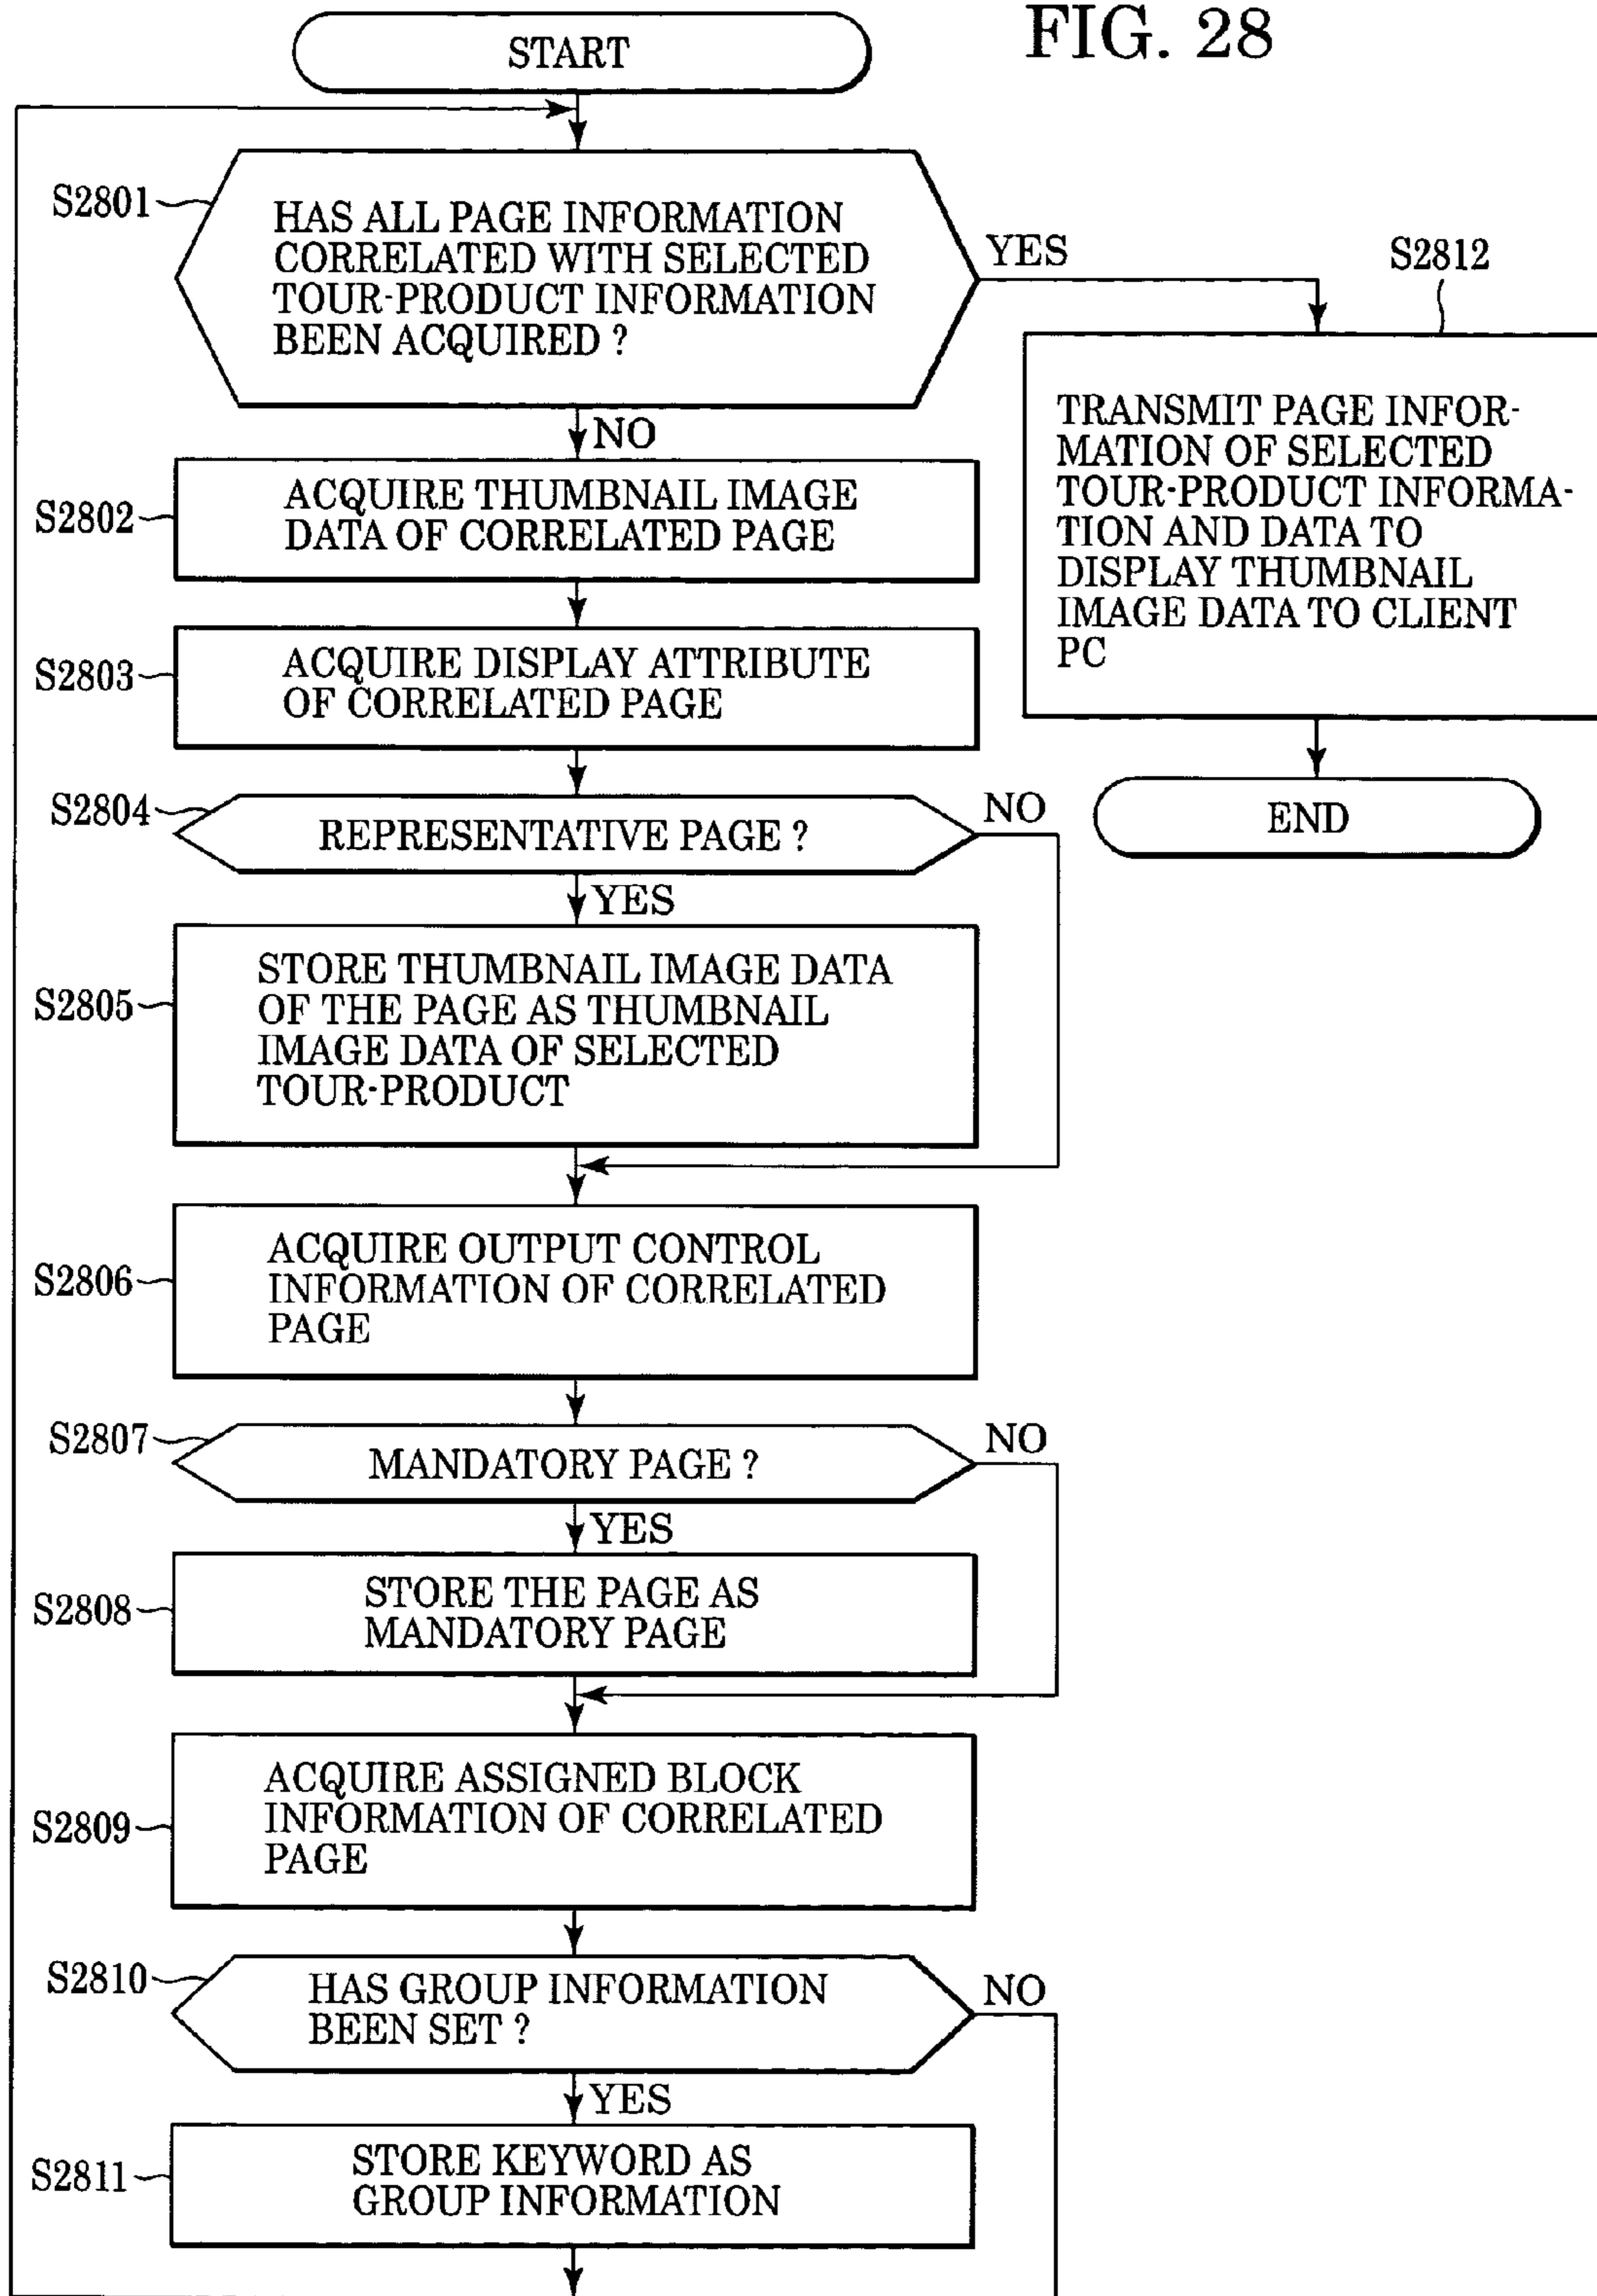 FIG. 28
START
S2801
HAS ALL PAGE INFORMATION
CORRELATED WITH SELECTED
TOUR-PRODUCT INFORMATION
BEEN ACQUIRED ?
YES
S2812
TRANSMIT PAGE INFOR-
MATION OF SELECTED
TOUR-PRODUCT INFORMA-
TION AND DATA TO
DISPLAY THUMBNAIL
IMAGE DATA TO CLIENT
PC
END
NO
S2802
ACQUIRE THUMBNAIL IMAGE
DATA OF CORRELATED PAGE
S2803
ACQUIRE DISPLAY ATTRIBUTE
OF CORRELATED PAGE
S2804
REPRESENTATIVE PAGE ?
NO
YES
S2805
STORE THUMBNAIL IMAGE DATA
OF THE PAGE AS THUMBNAIL
IMAGE DATA OF SELECTED
TOUR-PRODUCT
S2806
ACQUIRE OUTPUT CONTROL
INFORMATION OF CORRELATED
PAGE
S2807
MANDATORY PAGE ?
NO
YES
S2808
STORE THE PAGE AS
MANDATORY PAGE
S2809
ACQUIRE ASSIGNED BLOCK
INFORMATION OF CORRELATED
PAGE
S2810
HAS GROUP INFORMATION
BEEN SET ?
NO
YES
S2811
STORE KEYWORD AS
GROUP INFORMATION